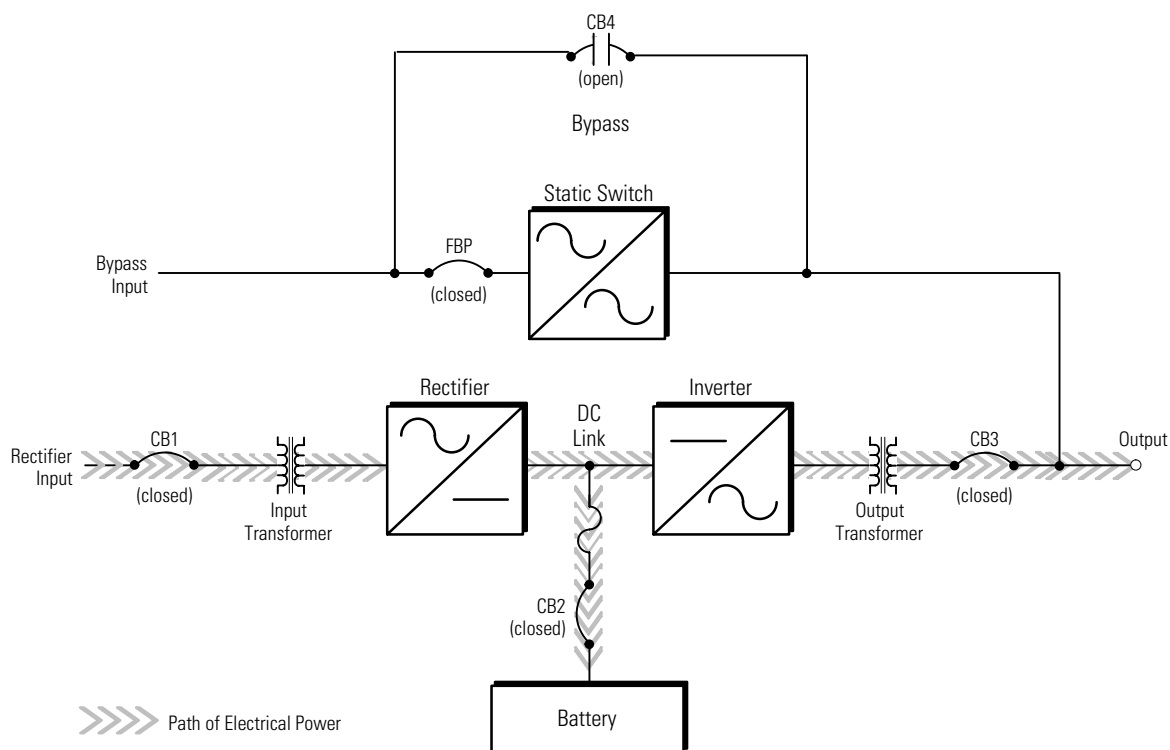 CB4
(open)
Bypass
Static Switch
FBP
(closed)
Bypass
Input
Rectifier
Inverter
DC
Link
CB1
(closed)
Rectifier
Input
Input
Transformer
Output
Transformer
CB3
(closed)
Output
CB2
(closed)
Battery
Path of Electrical Power